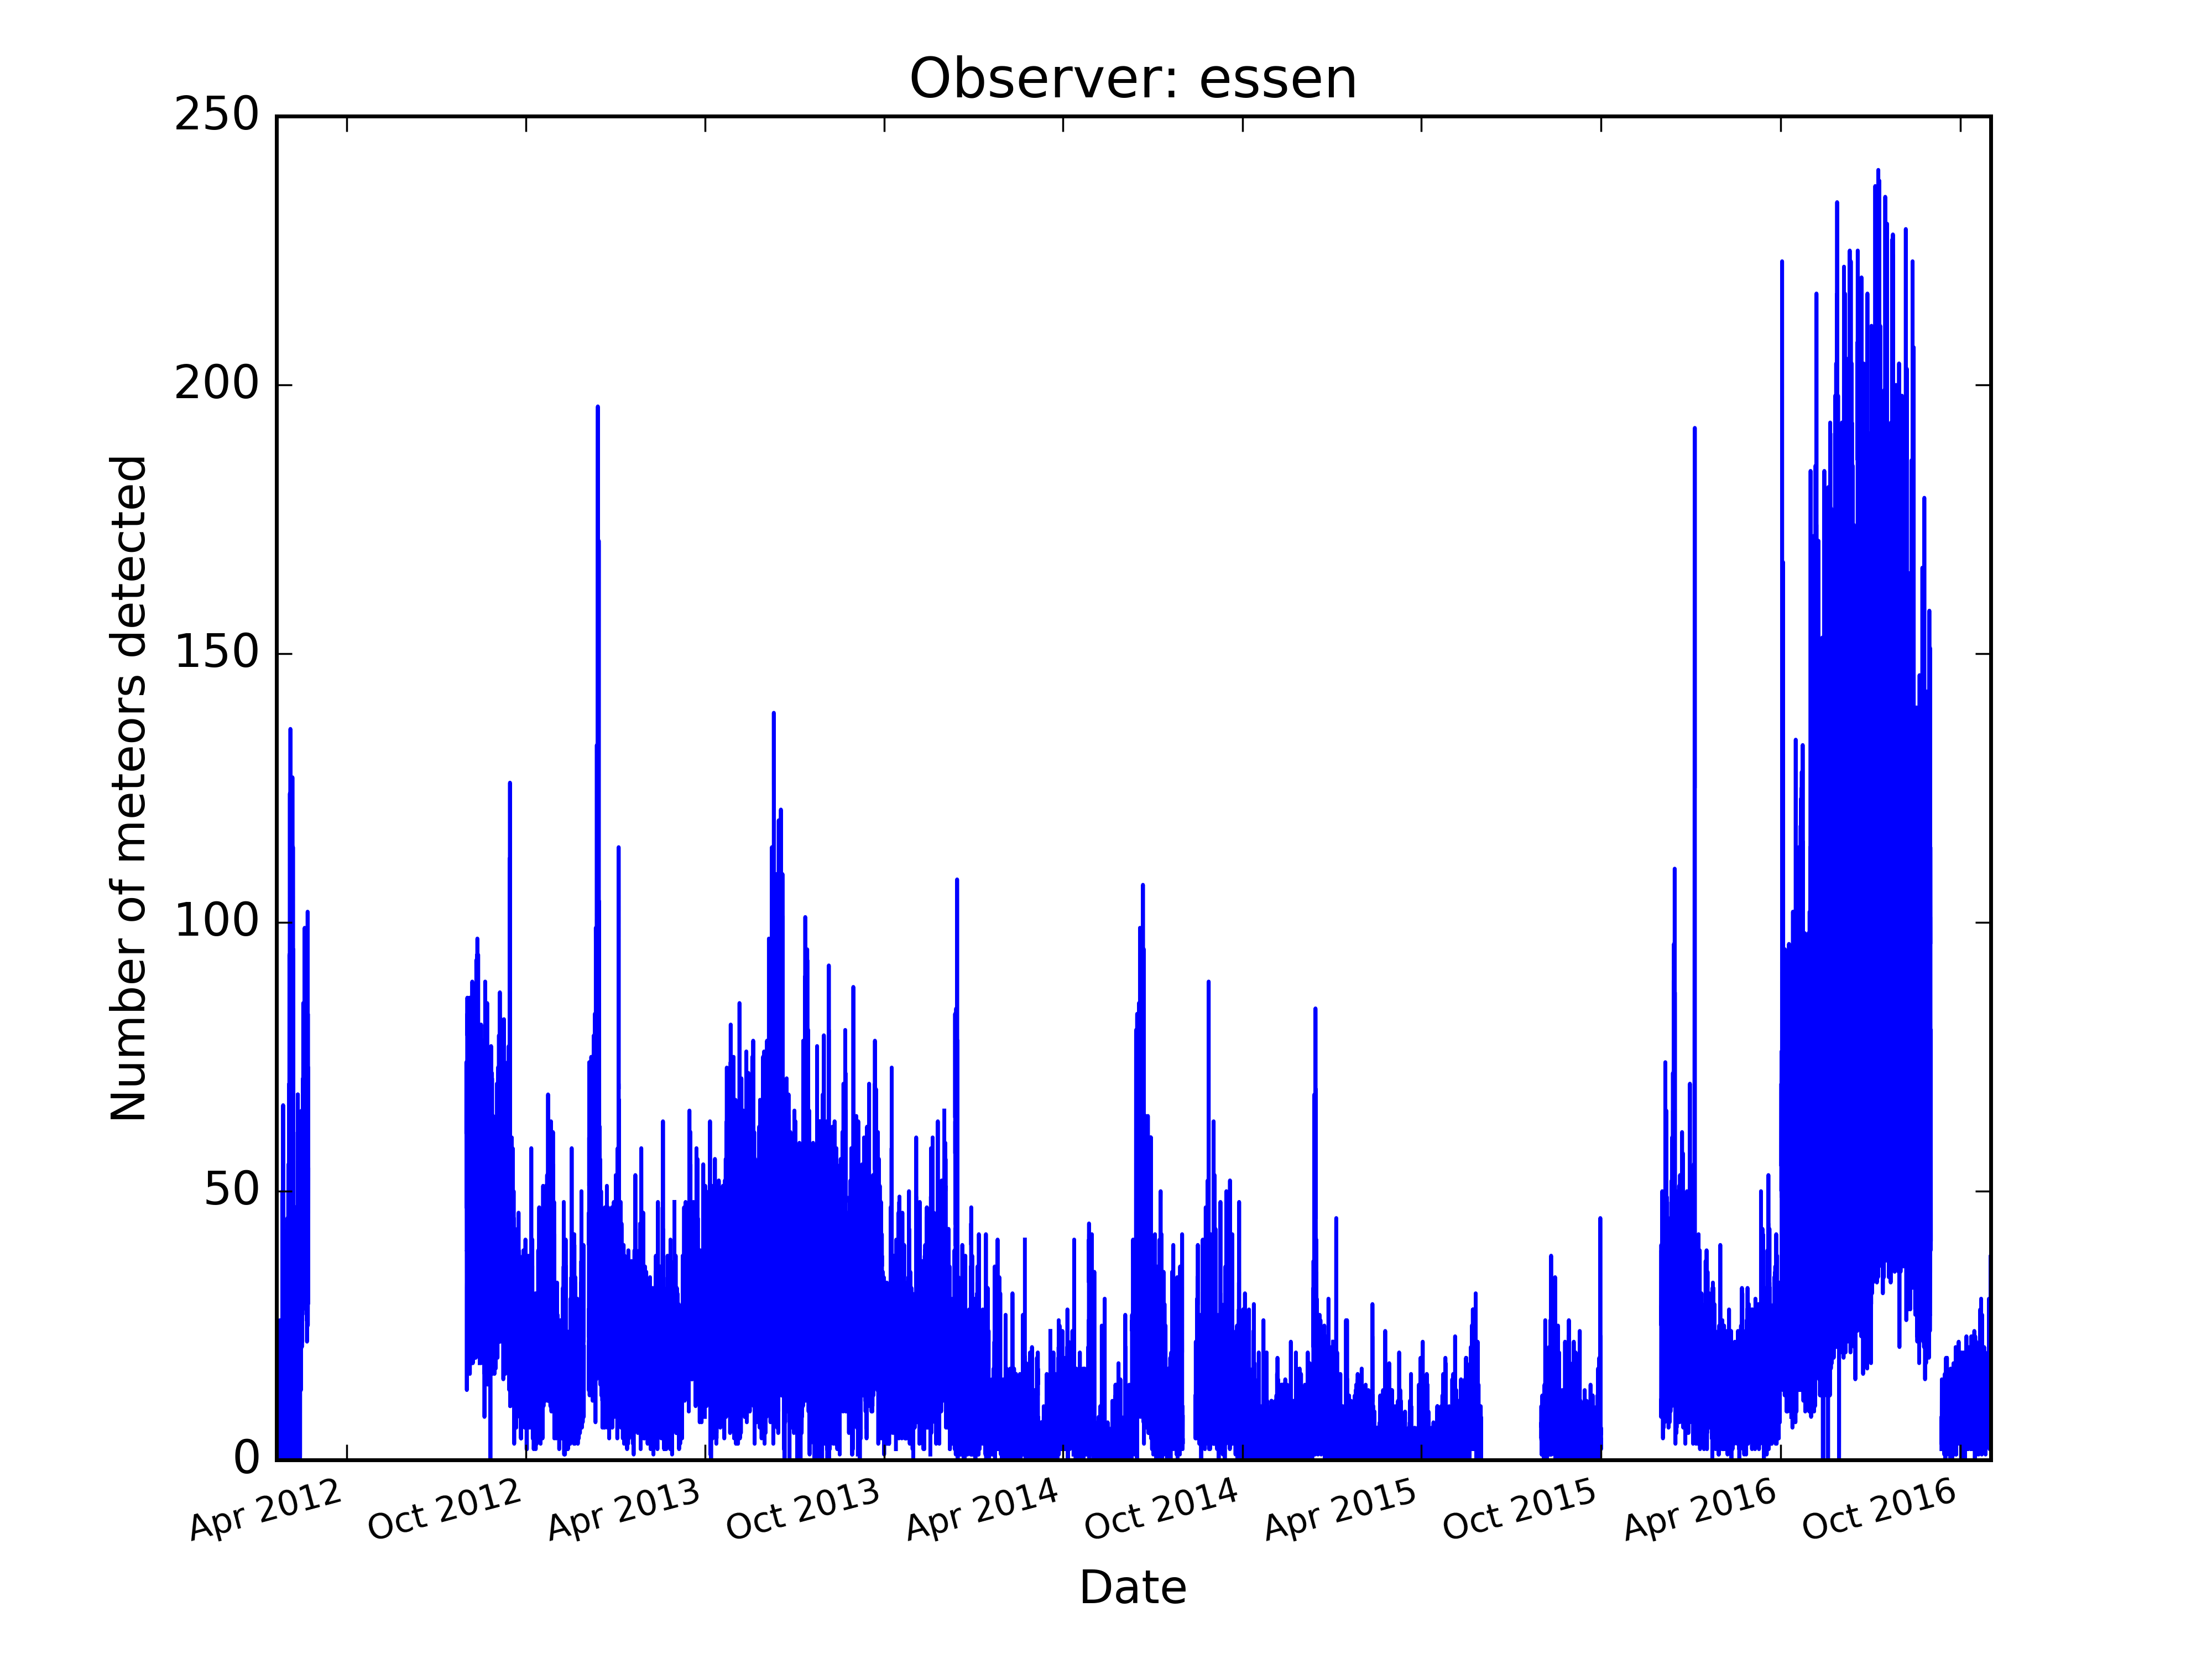 Observer: essen
250
200
150
100
50
0
Number of meteors detected
Apr 2012
Oct 2012
Apr 2013
Oct 2013
Apr 2014
Oct 2014
Apr 2015
Oct 2015
Apr 2016
Oct 2016
Date